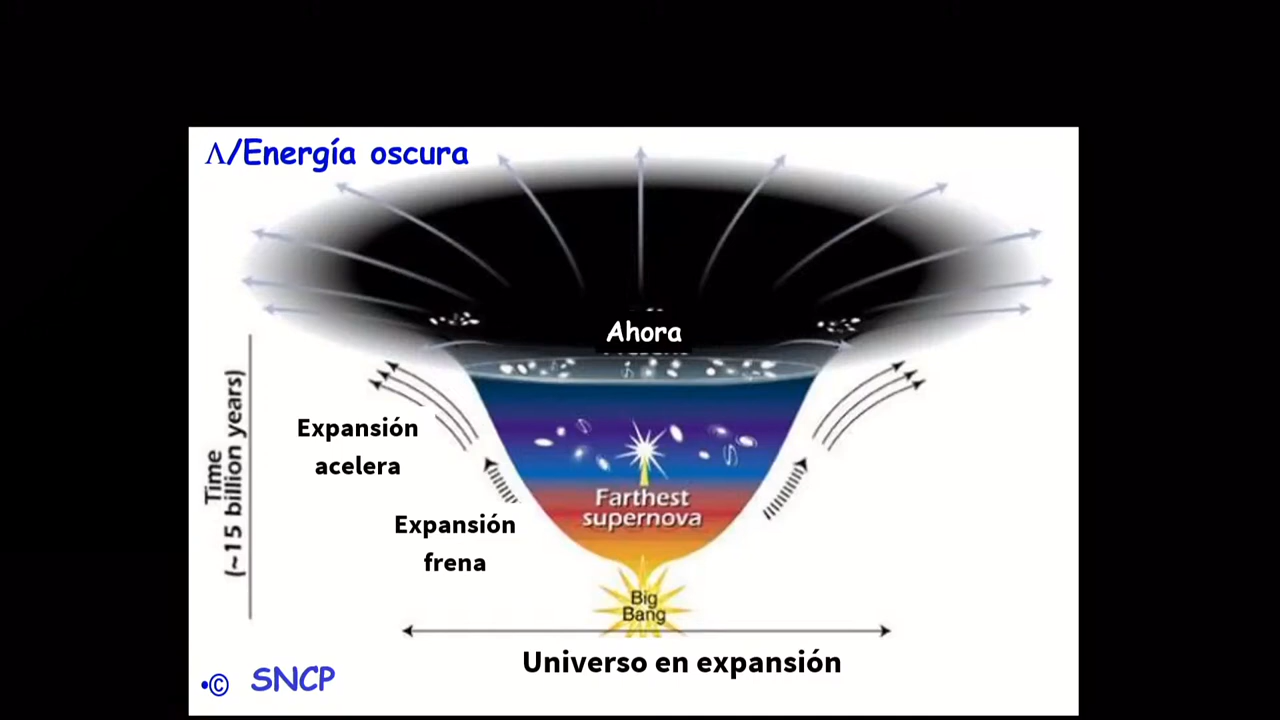 Λ/Energía oscura
Ahora
Expansión
acelera
Time
(~15 billion years)
Farthest
supernova
Expansión
frena
Big
Bang
Universo en expansión
•© SNCP